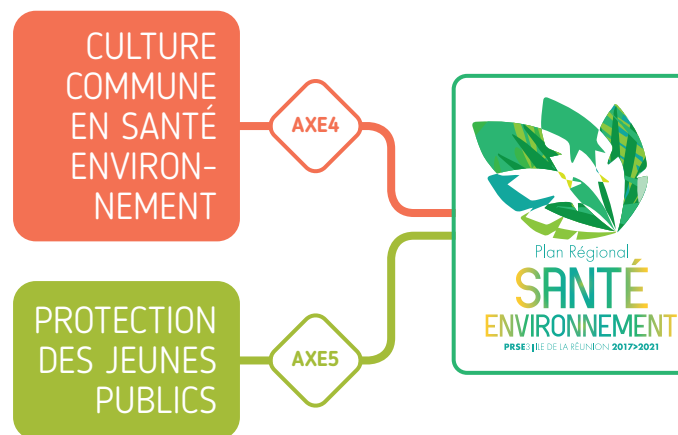 CULTURE
COMMUNE
EN SANTÉ
ENVIRON-
NEMENT
AXE4
Plan Régional
SANTÉ
ENVIRONNEMENT
PRSE3 | ILE DE LA RÉUNION 2017>2021
PROTECTION
DES JEUNES
PUBLICS
AXE5